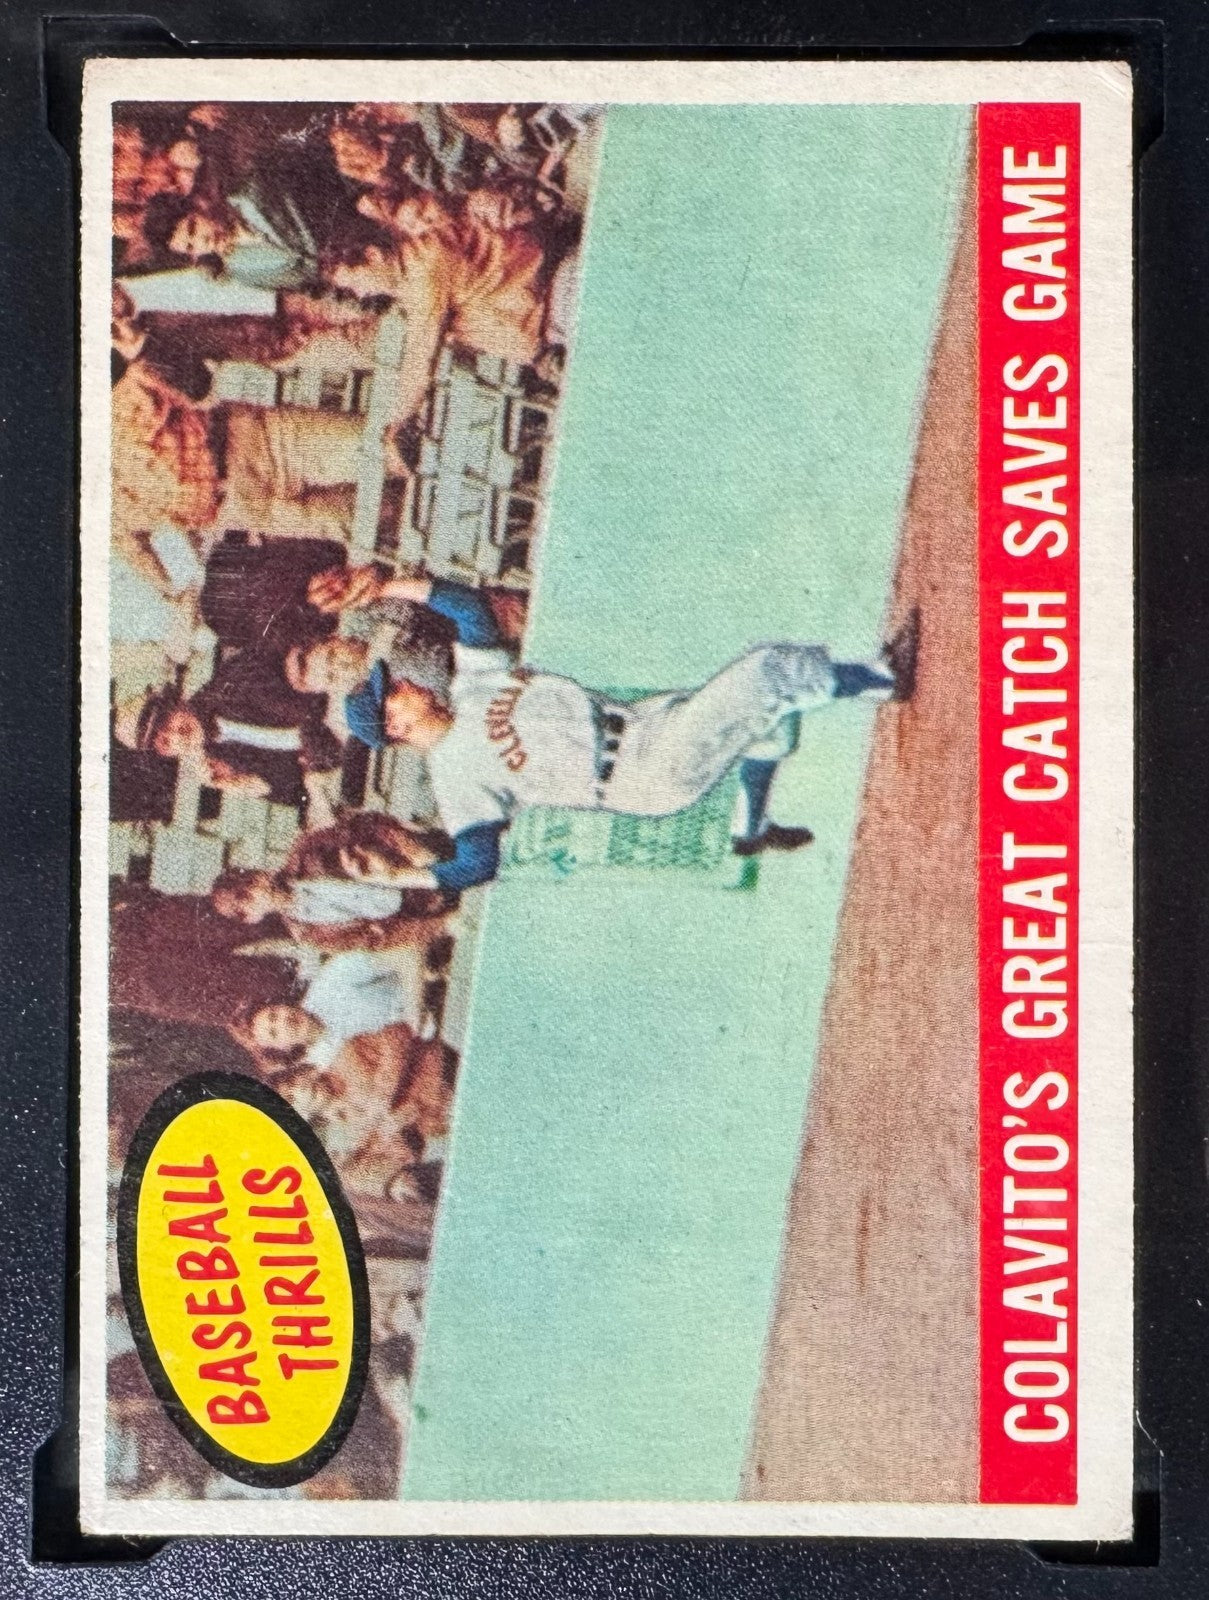 BASEBALL
THRILLS
COLAVITO'S GREAT CATCH SAVES GAME